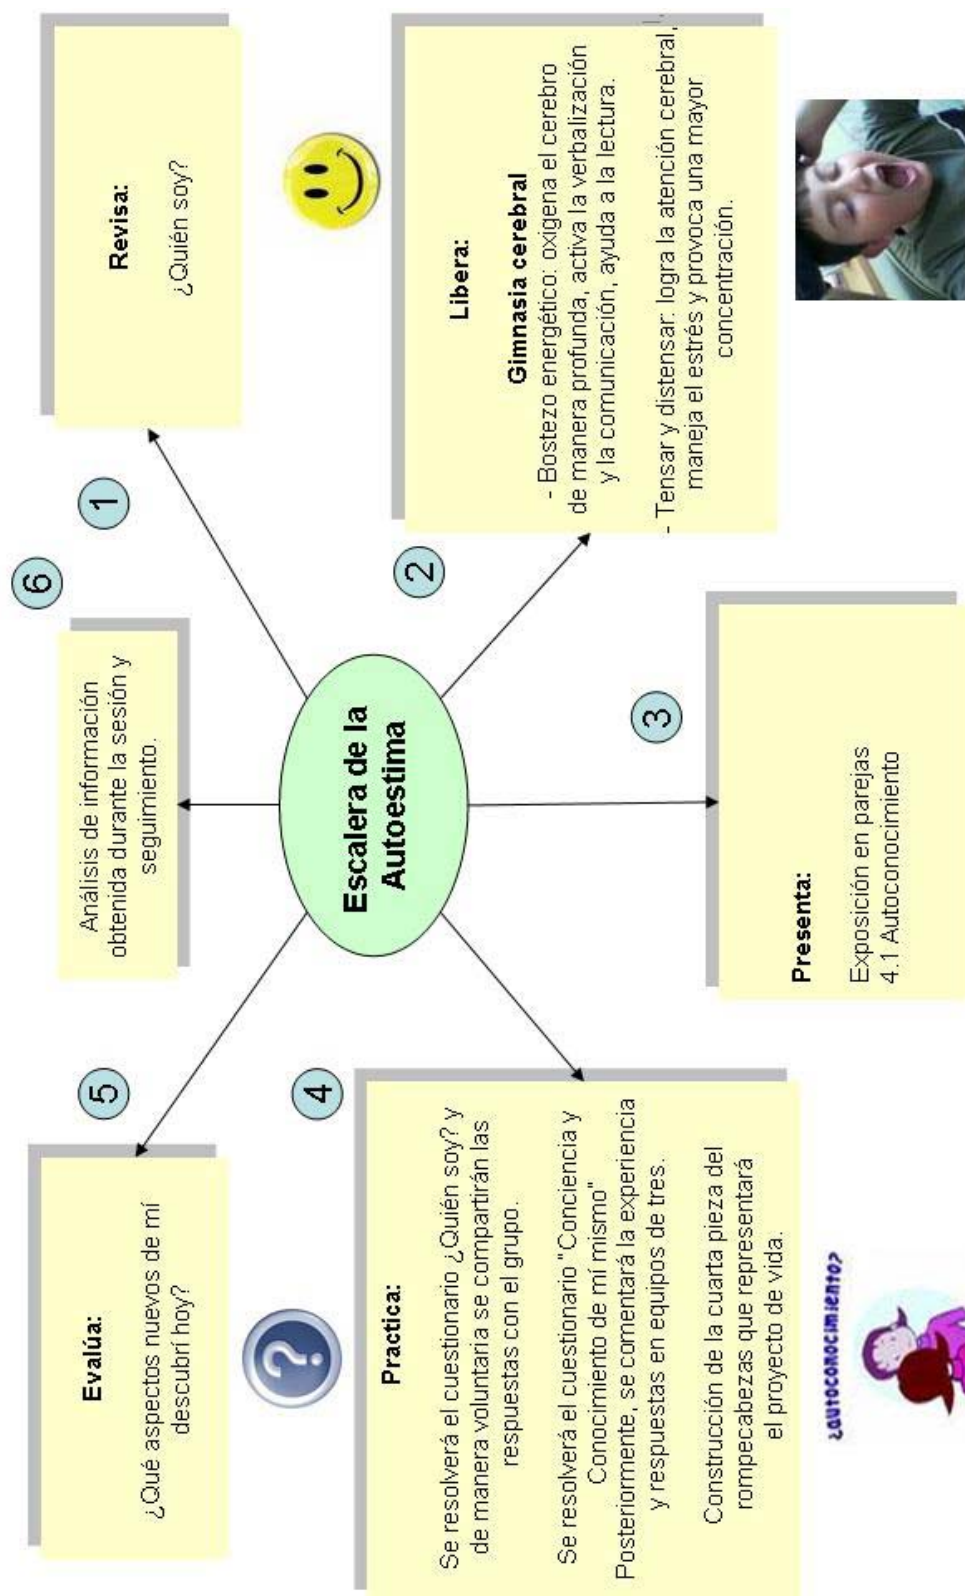 Escalera de la
Autoestima
1
Revisa:
¿Quién soy?
2
Libera:
Gimnasia cerebral
- Bostezo energético: oxigena el cerebro
de manera profunda, activa la verbalización
y la comunicación, ayuda a la lectura.
- Tensar y distensar: logra la atención cerebral,
maneja el estrés y provoca una mayor
concentración.
3
Presenta:
Exposición en parejas
4.1 Autoconocimiento
4
Practica:
Se resolverá el cuestionario ¿Quién soy? y
de manera voluntaria se compartirán las
respuestas con el grupo.
Se resolverá el cuestionario "Conciencia y
Conocimiento de mí mismo"
Posteriormente, se comentará la experiencia
y respuestas en equipos de tres.
Construcción de la cuarta pieza del
rompecabezas que representará
el proyecto de vida.
¿autoconocimiento?
5
Evalúa:
¿Qué aspectos nuevos de mí
descubrí hoy?
?
6
Análisis de información
obtenida durante la sesión y
seguimiento.